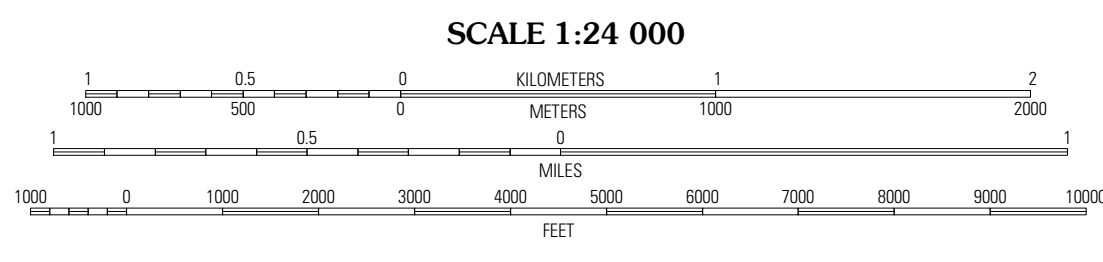 SCALE 1:24 000
1 0.5 0 KILOMETERS 1 2
1000 500 0 METERS 1000 2000
1 0.5 0 1
MILES
1000 0 1000 2000 3000 4000 5000 6000 7000 8000 9000 10000
FEET